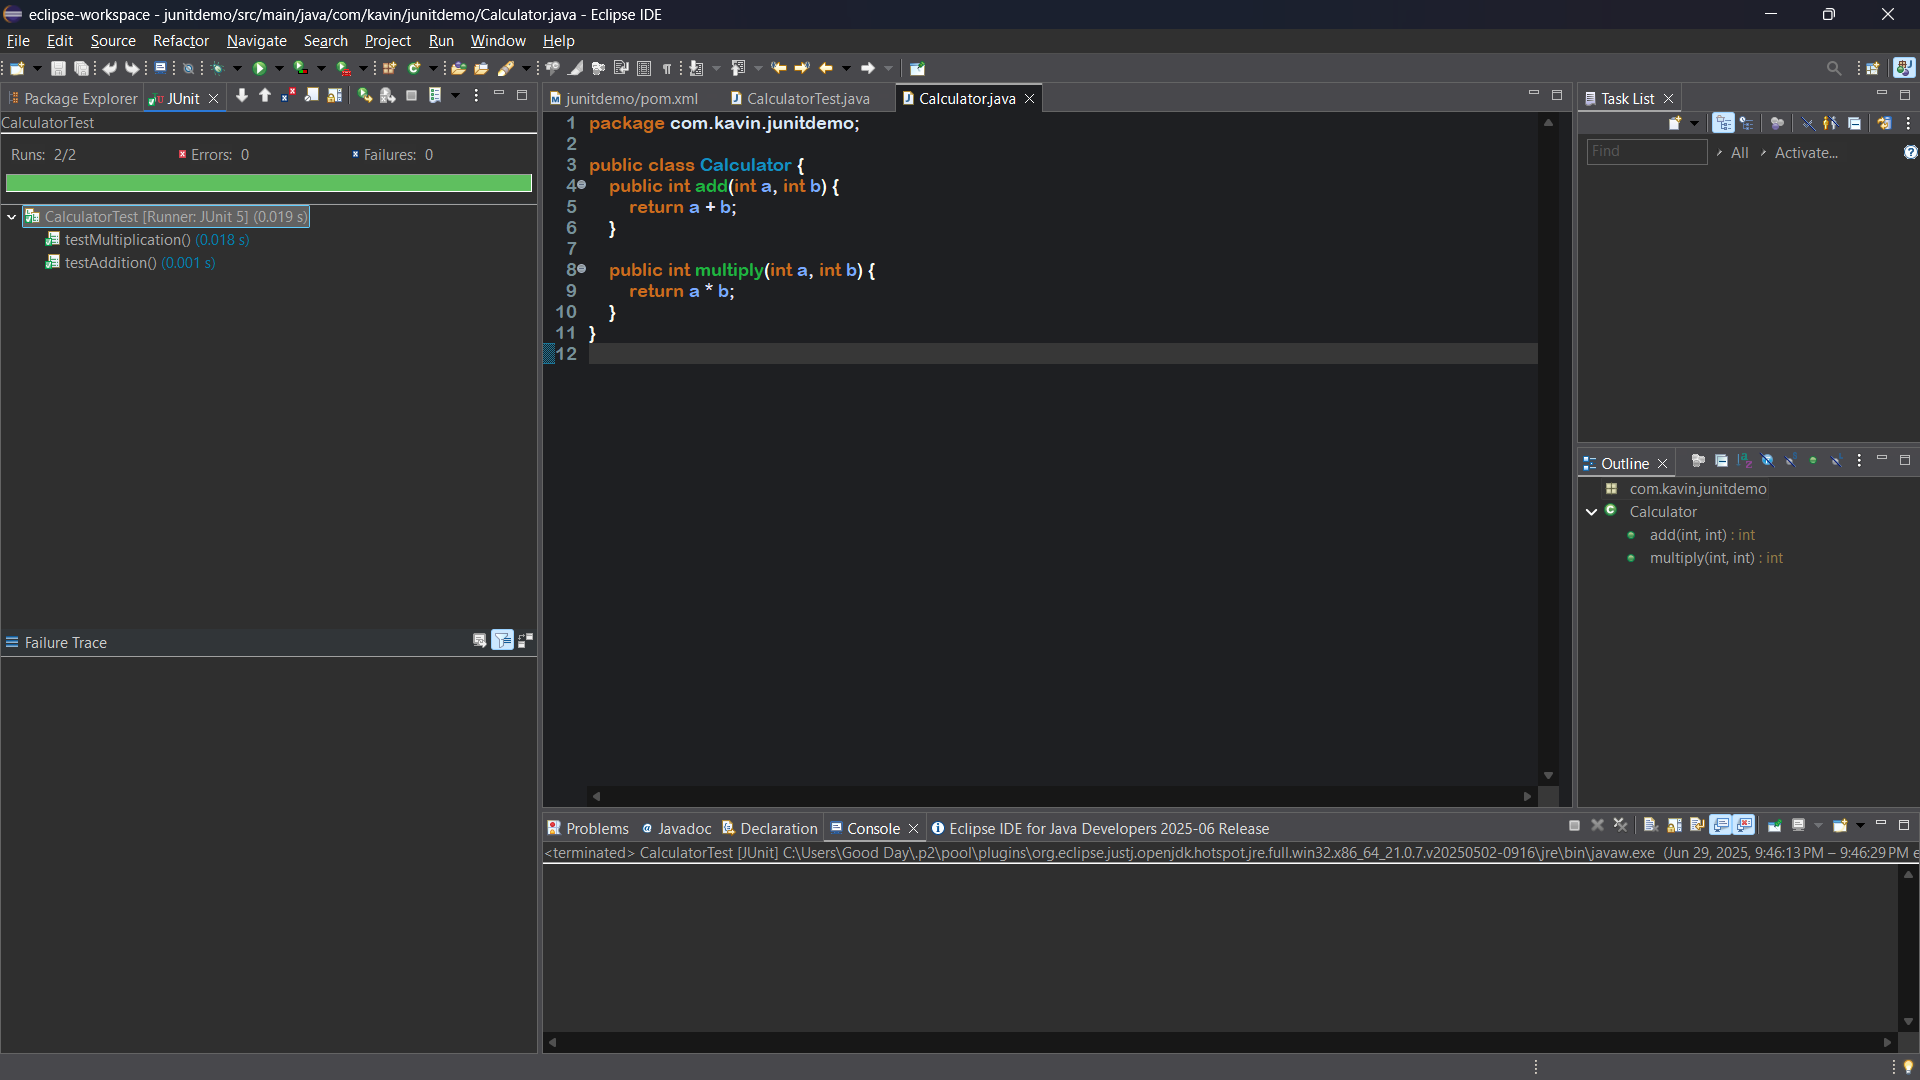 eclipse-workspace - junitdemo/src/main/java/com/kavin/junitdemo/Calculator.java - Eclipse IDE
File Edit Source Refactor Navigate Search Project Run Window Help
Package Explorer JUnit
CalculatorTest
Runs: 2/2 Errors: 0 Failures: 0
CalculatorTest [Runner: JUnit 5] (0.019 s)
testMultiplication() (0.018 s)
testAddition() (0.001 s)
Failure Trace
junitdemo/pom.xml CalculatorTest.java Calculator.java
1 package com.kavin.junitdemo;
2
3 public class Calculator {
4 public int add(int a, int b) {
5 return a + b;
6 }
7
8 public int multiply(int a, int b) {
9 return a * b;
10 }
11 }
12
Task List
Find All Activate...
Outline
com.kavin.junitdemo
Calculator
add(int, int) : int
multiply(int, int) : int
Problems Javadoc Declaration Console Eclipse IDE for Java Developers 2025-06 Release
<terminated> CalculatorTest [JUnit] C:\Users\Good Day\.p2\pool\plugins\org.eclipse.justj.openjdk.hotspot.jre.full.win32.x86_64_21.0.7.v20250502-0916\jre\bin\javaw.exe (Jun 29, 2025, 9:46:13 PM – 9:46:29 PM e